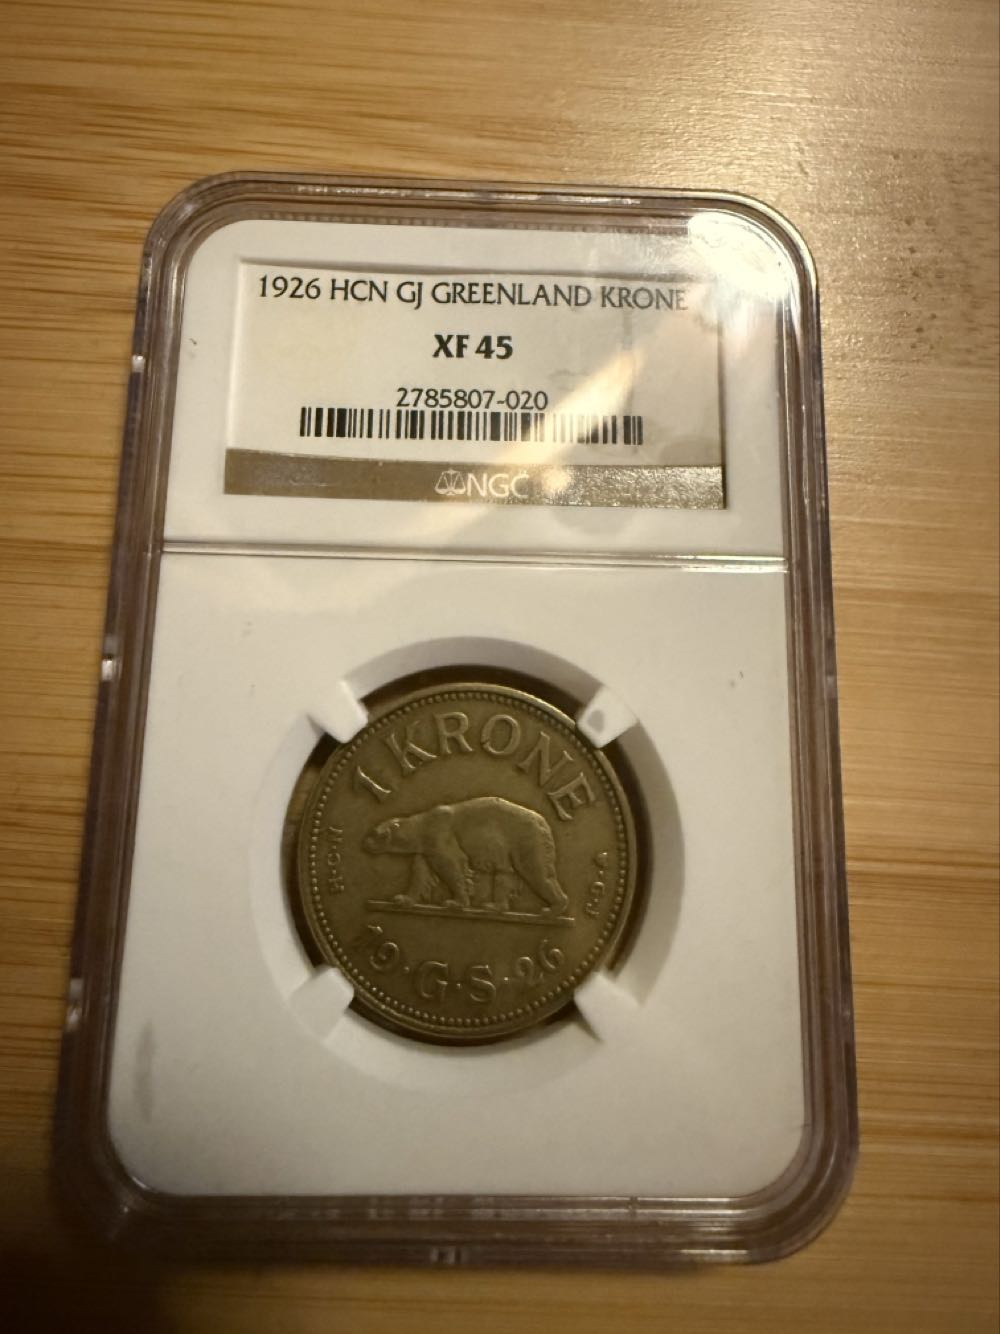 1926 HCN GJ GREENLAND KRONE
XF 45
2785807-020
NGC
1 KRONE
H·C·N
19·G·S·26